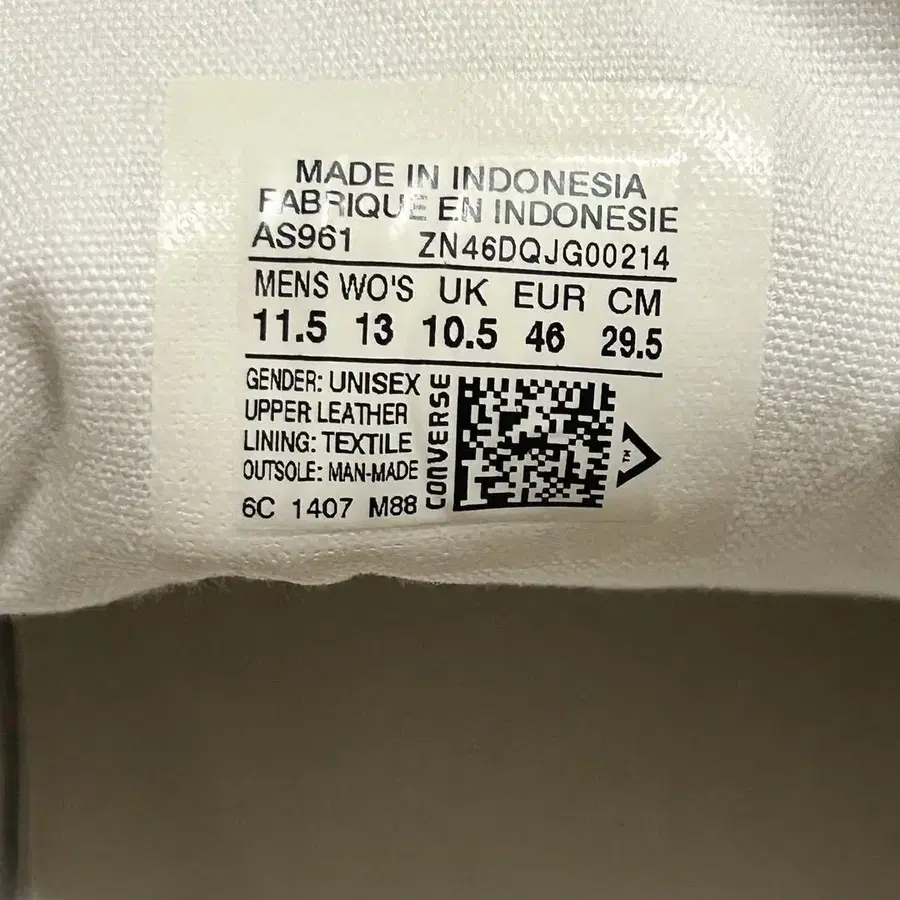 MADE IN INDONESIA
FABRIQUE EN INDONESIE
AS961 ZN46DQJG00214
MENS WO'S UK EUR CM
11.5 13 10.5 46 29.5
GENDER: UNISEX
UPPER LEATHER
LINING: TEXTILE
OUTSOLE: MAN-MADE
6C 1407 M88
CONVERSE
TM